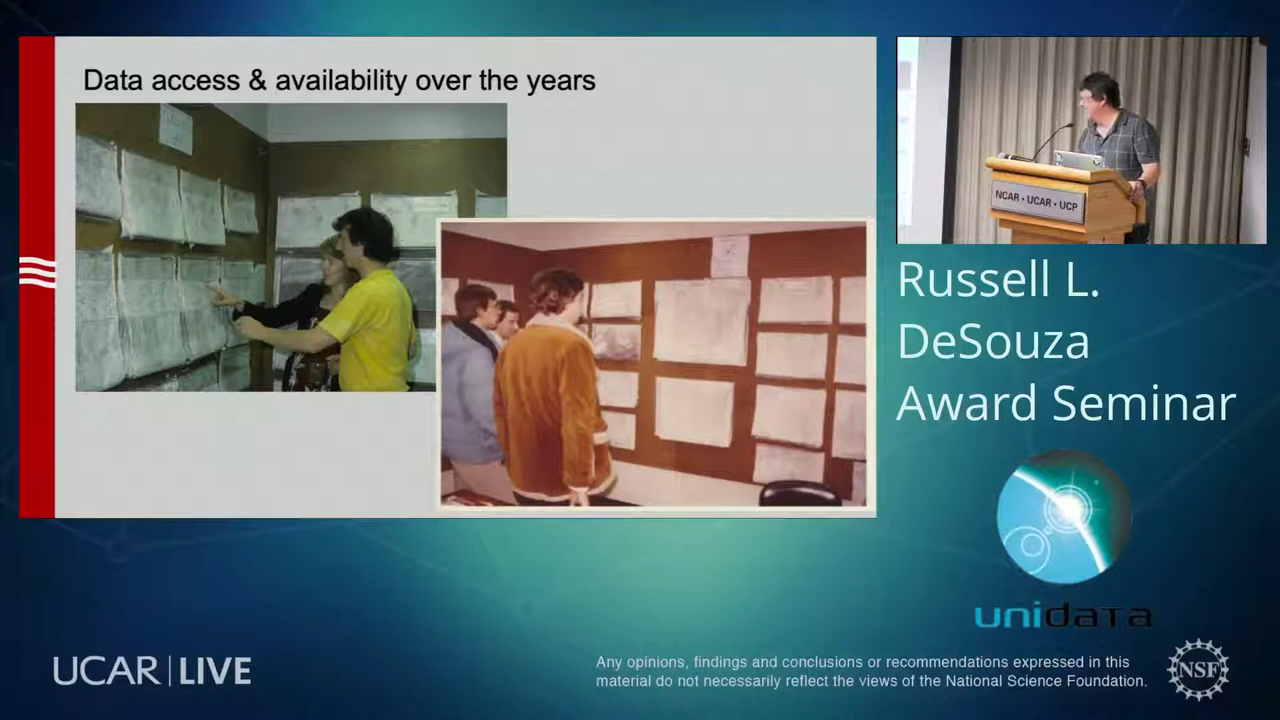 Data access & availability over the years
NCAR • UCAR • UCP
Russell L.
DeSouza
Award Seminar
unidata
UCAR | LIVE
Any opinions, findings and conclusions or recommendations expressed in this
material do not necessarily reflect the views of the National Science Foundation.
NSF